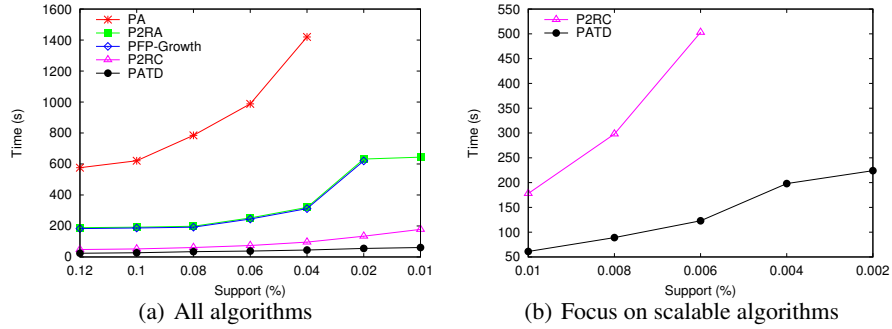 1600
1400
1200
1000
800
600
400
200
0
Time (s)
PA
P2RA
PFP-Growth
P2RC
PATD
0.12 0.1 0.08 0.06 0.04 0.02 0.01
Support (%)
(a) All algorithms
550
500
450
400
350
300
250
200
150
100
50
Time (s)
P2RC
PATD
0.01 0.008 0.006 0.004 0.002
Support (%)
(b) Focus on scalable algorithms